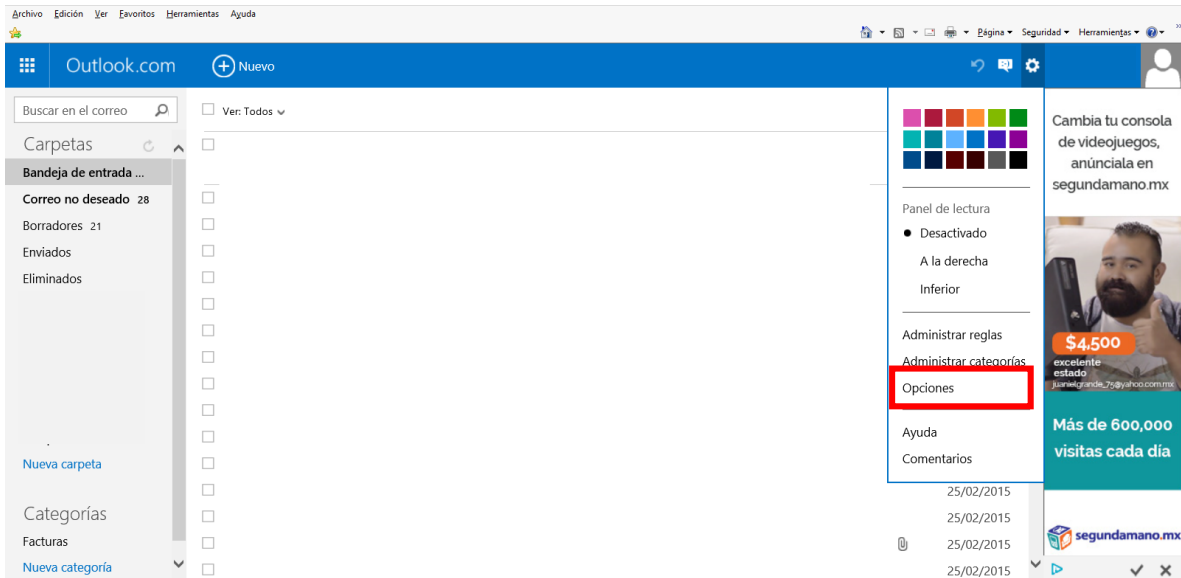 Archivo Edición Ver Favoritos Herramientas Ayuda
Página Seguridad Herramientas
Outlook.com
Nuevo
Buscar en el correo
Carpetas
Bandeja de entrada ...
Correo no deseado 28
Borradores 21
Enviados
Eliminados
Nueva carpeta
Categorías
Facturas
Nueva categoría
Ver: Todos
Panel de lectura
Desactivado
A la derecha
Inferior
Administrar reglas
Administrar categorías
Opciones
Ayuda
Comentarios
25/02/2015
25/02/2015
25/02/2015
25/02/2015
Cambia tu consola
de videojuegos,
anúnciala en
segundamano.mx
$4,500
excelente
estado
juanielgrande_75@yahoo.com.mx
Más de 600,000
visitas cada día
segundamano.mx